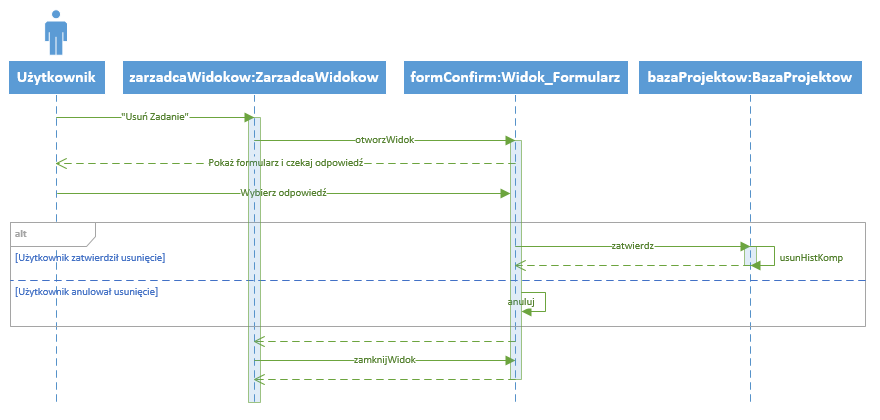 Użytkownik
zarzadcaWidokow:ZarzadcaWidokow
formConfirm:Widok_Formularz
bazaProjektow:BazaProjektow
"Usuń Zadanie"
otworzWidok
Pokaż formularz i czekaj odpowiedź
Wybierz odpowiedź
alt
zatwierdz
[Użytkownik zatwierdził usunięcie]
usunHistKomp
[Użytkownik anulował usunięcie]
anuluj
zamknijWidok